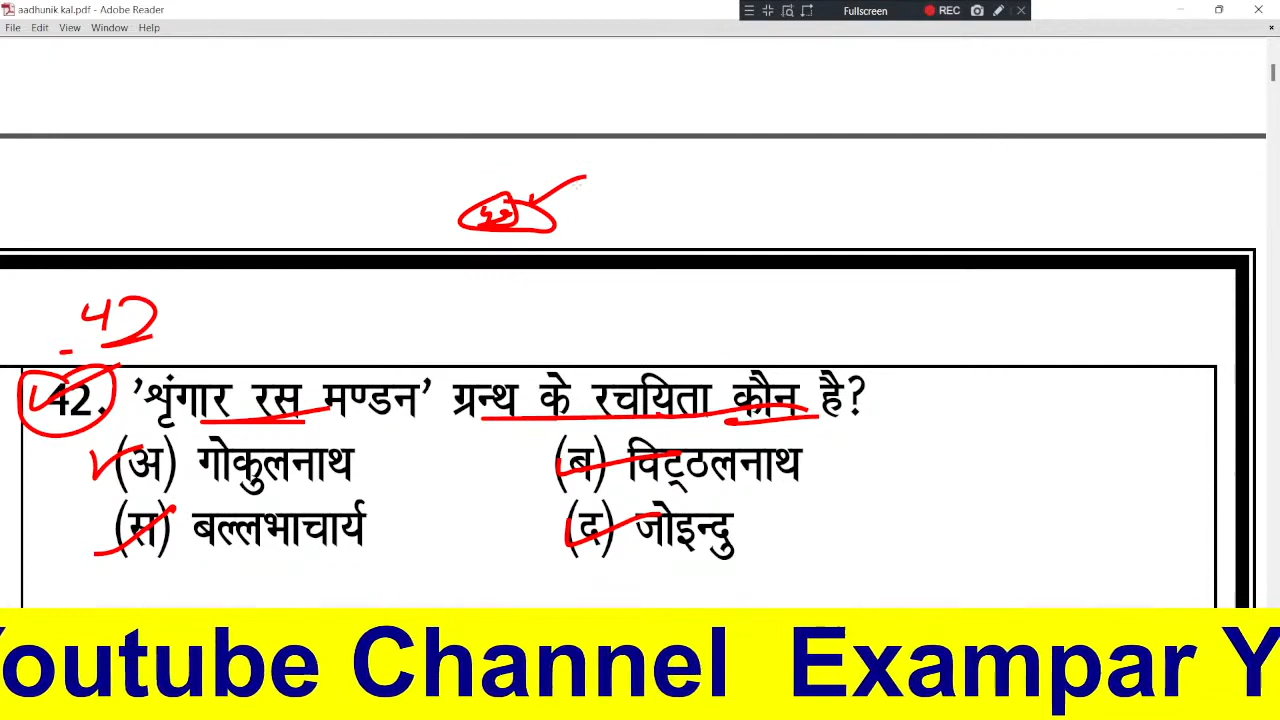 aadhunik kal.pdf - Adobe Reader
Fullscreen REC
File Edit View Window Help
42
42. 'श्रृंगार रस मण्डन' ग्रन्थ के रचयिता कौन है?
(अ) गोकुलनाथ (ब) विट्ठलनाथ
(स) बल्लभाचार्य (द) जोइन्दु
Youtube Channel Exampar Y